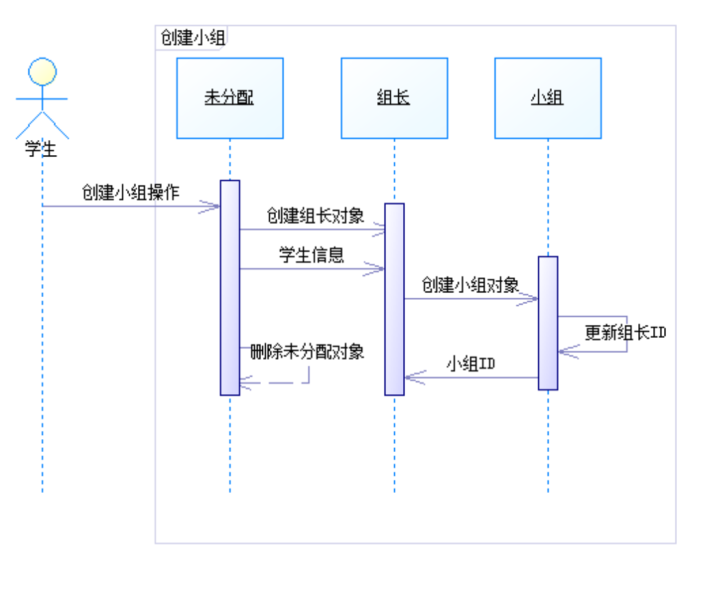 创建小组
未分配
组长
小组
学生
创建小组操作
创建组长对象
学生信息
创建小组对象
更新组长ID
删除未分配对象
小组ID